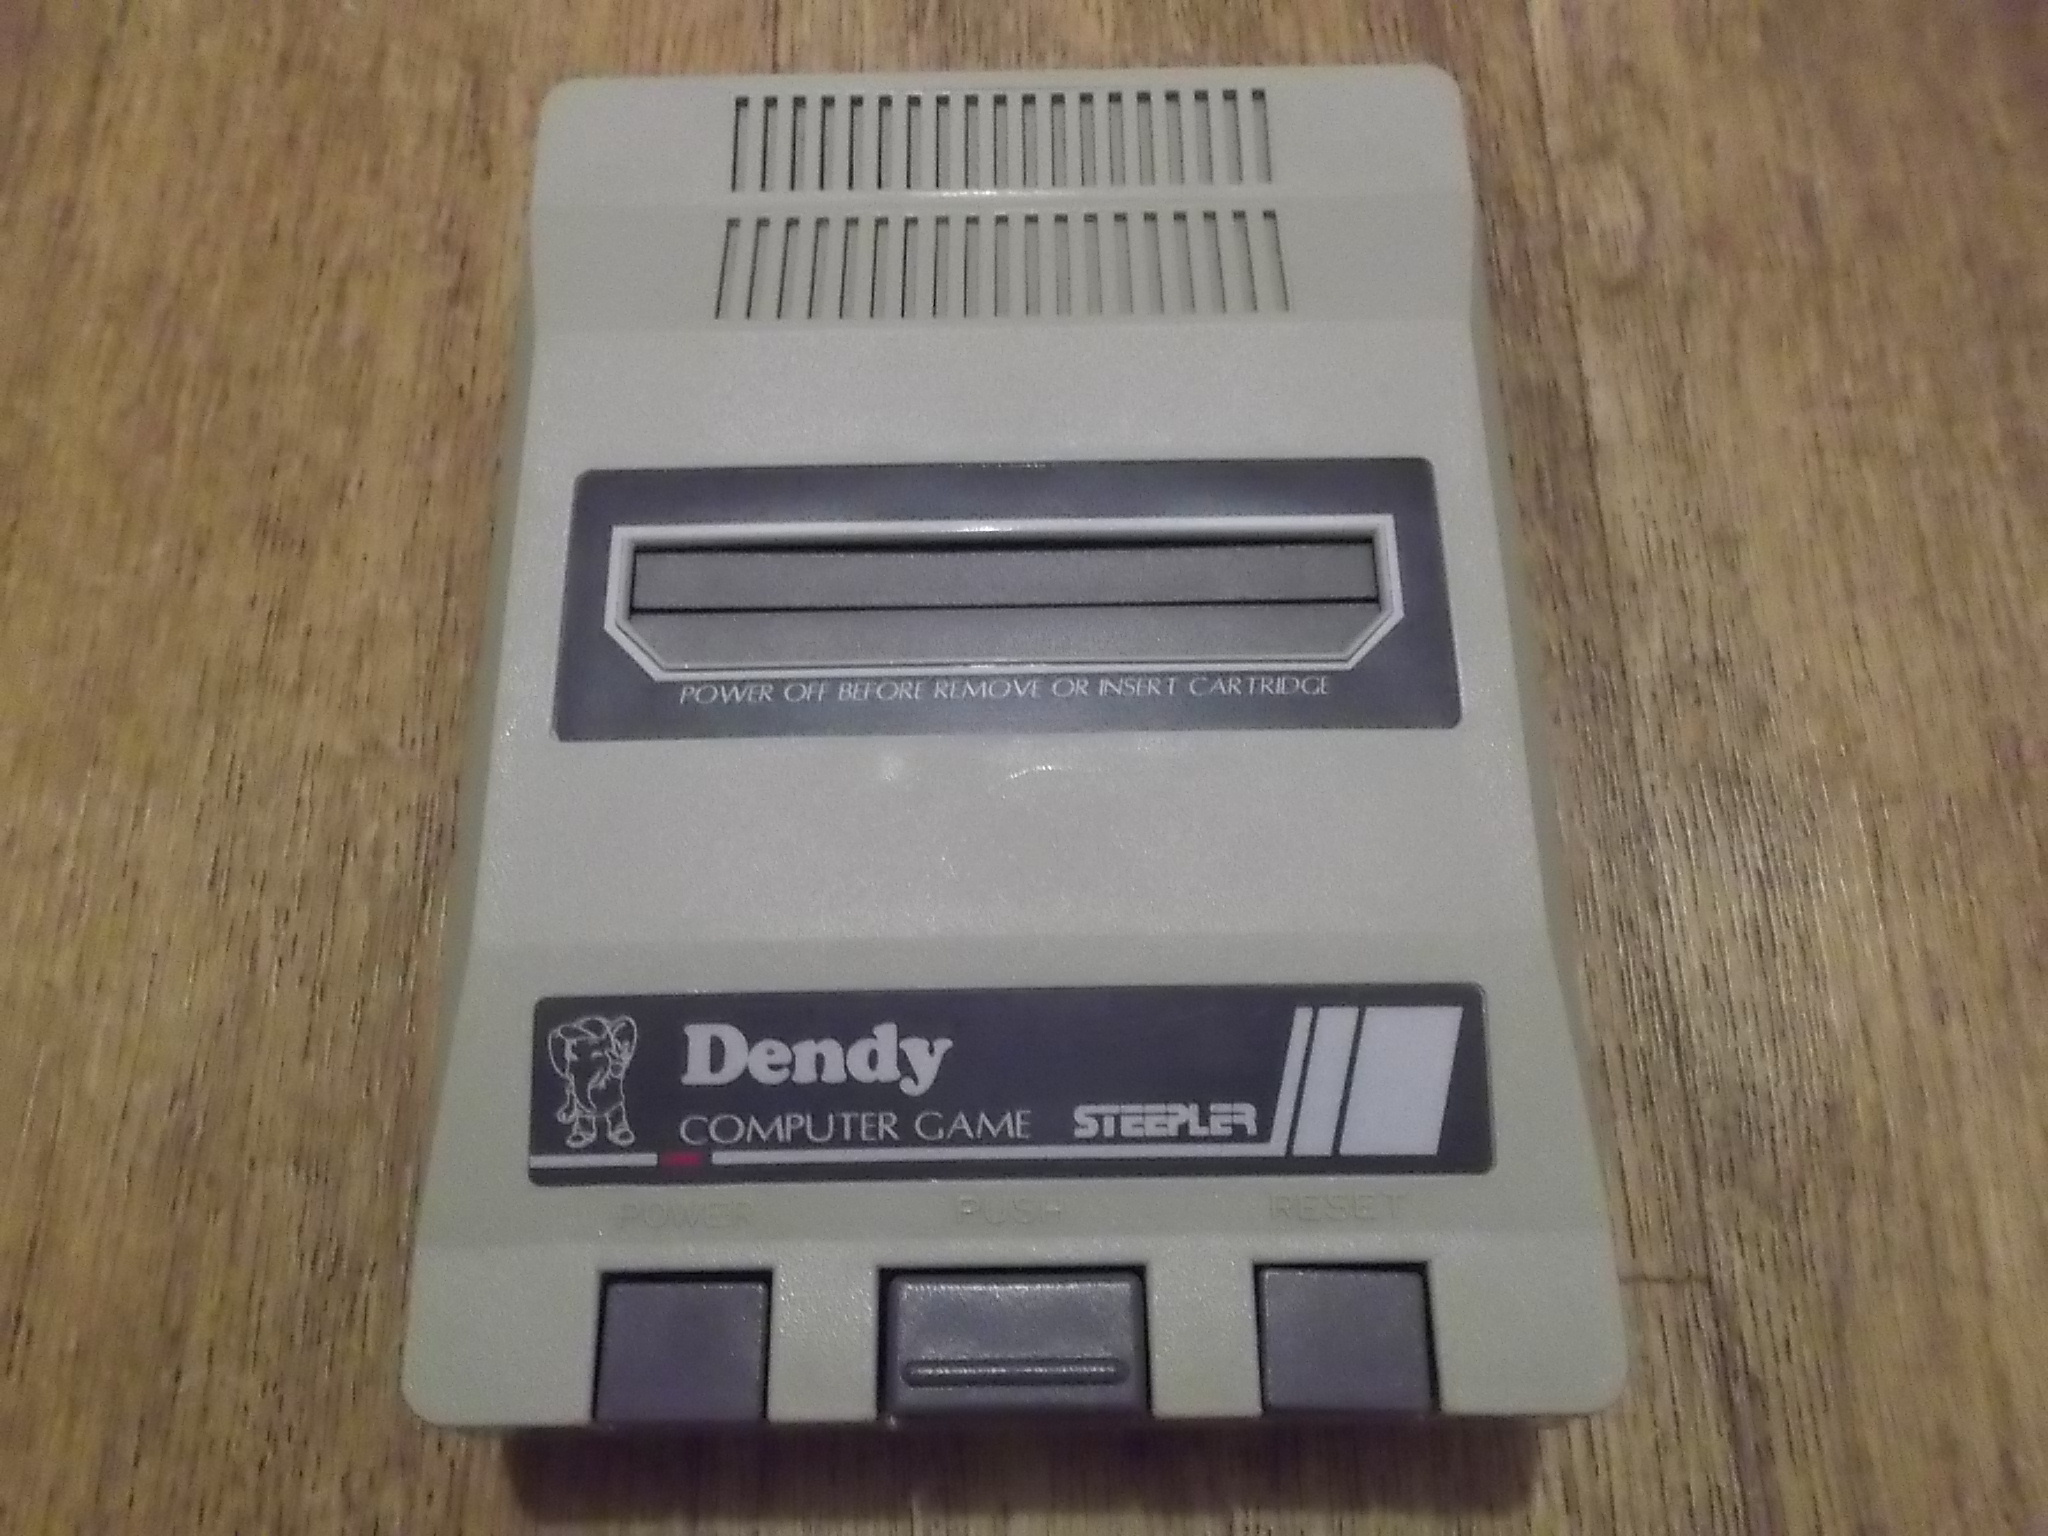 POWER OFF BEFORE REMOVE OR INSERT CARTRIDGE
Dendy
COMPUTER GAME STEEPLER
POWER PUSH RESET